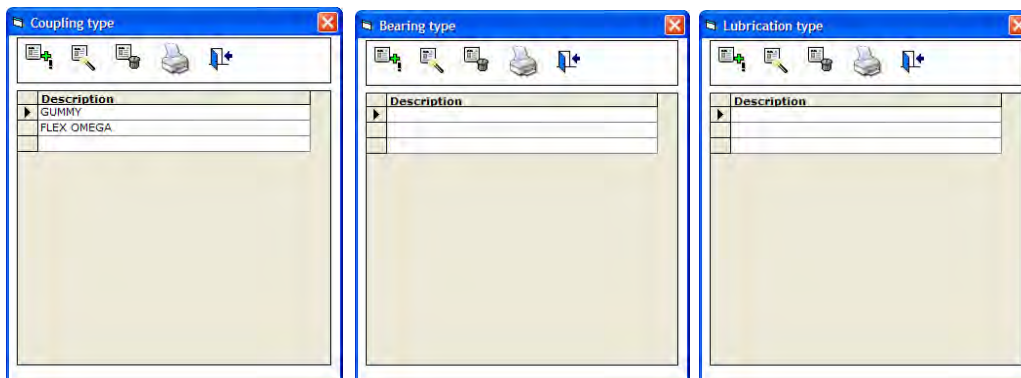 Coupling type
Description
GUMMY
FLEX OMEGA
Bearing type
Description
Lubrication type
Description